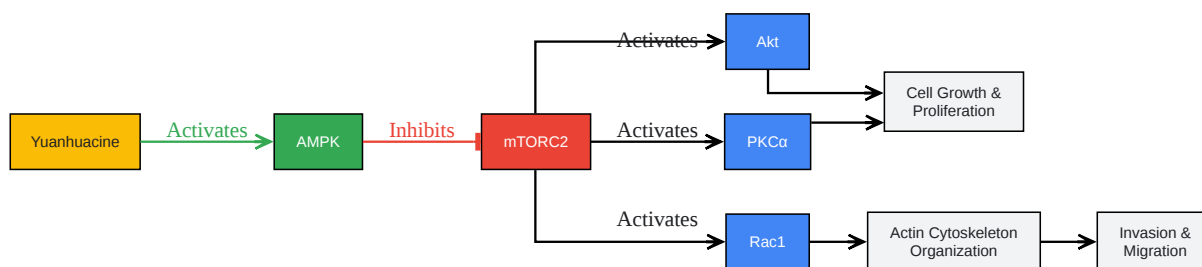 Activates
Akt
Cell Growth &
Proliferation
Yuanhuacine
Activates
AMPK
Inhibits
mTORC2
Activates
PKCα
Activates
Rac1
Actin Cytoskeleton
Organization
Invasion &
Migration